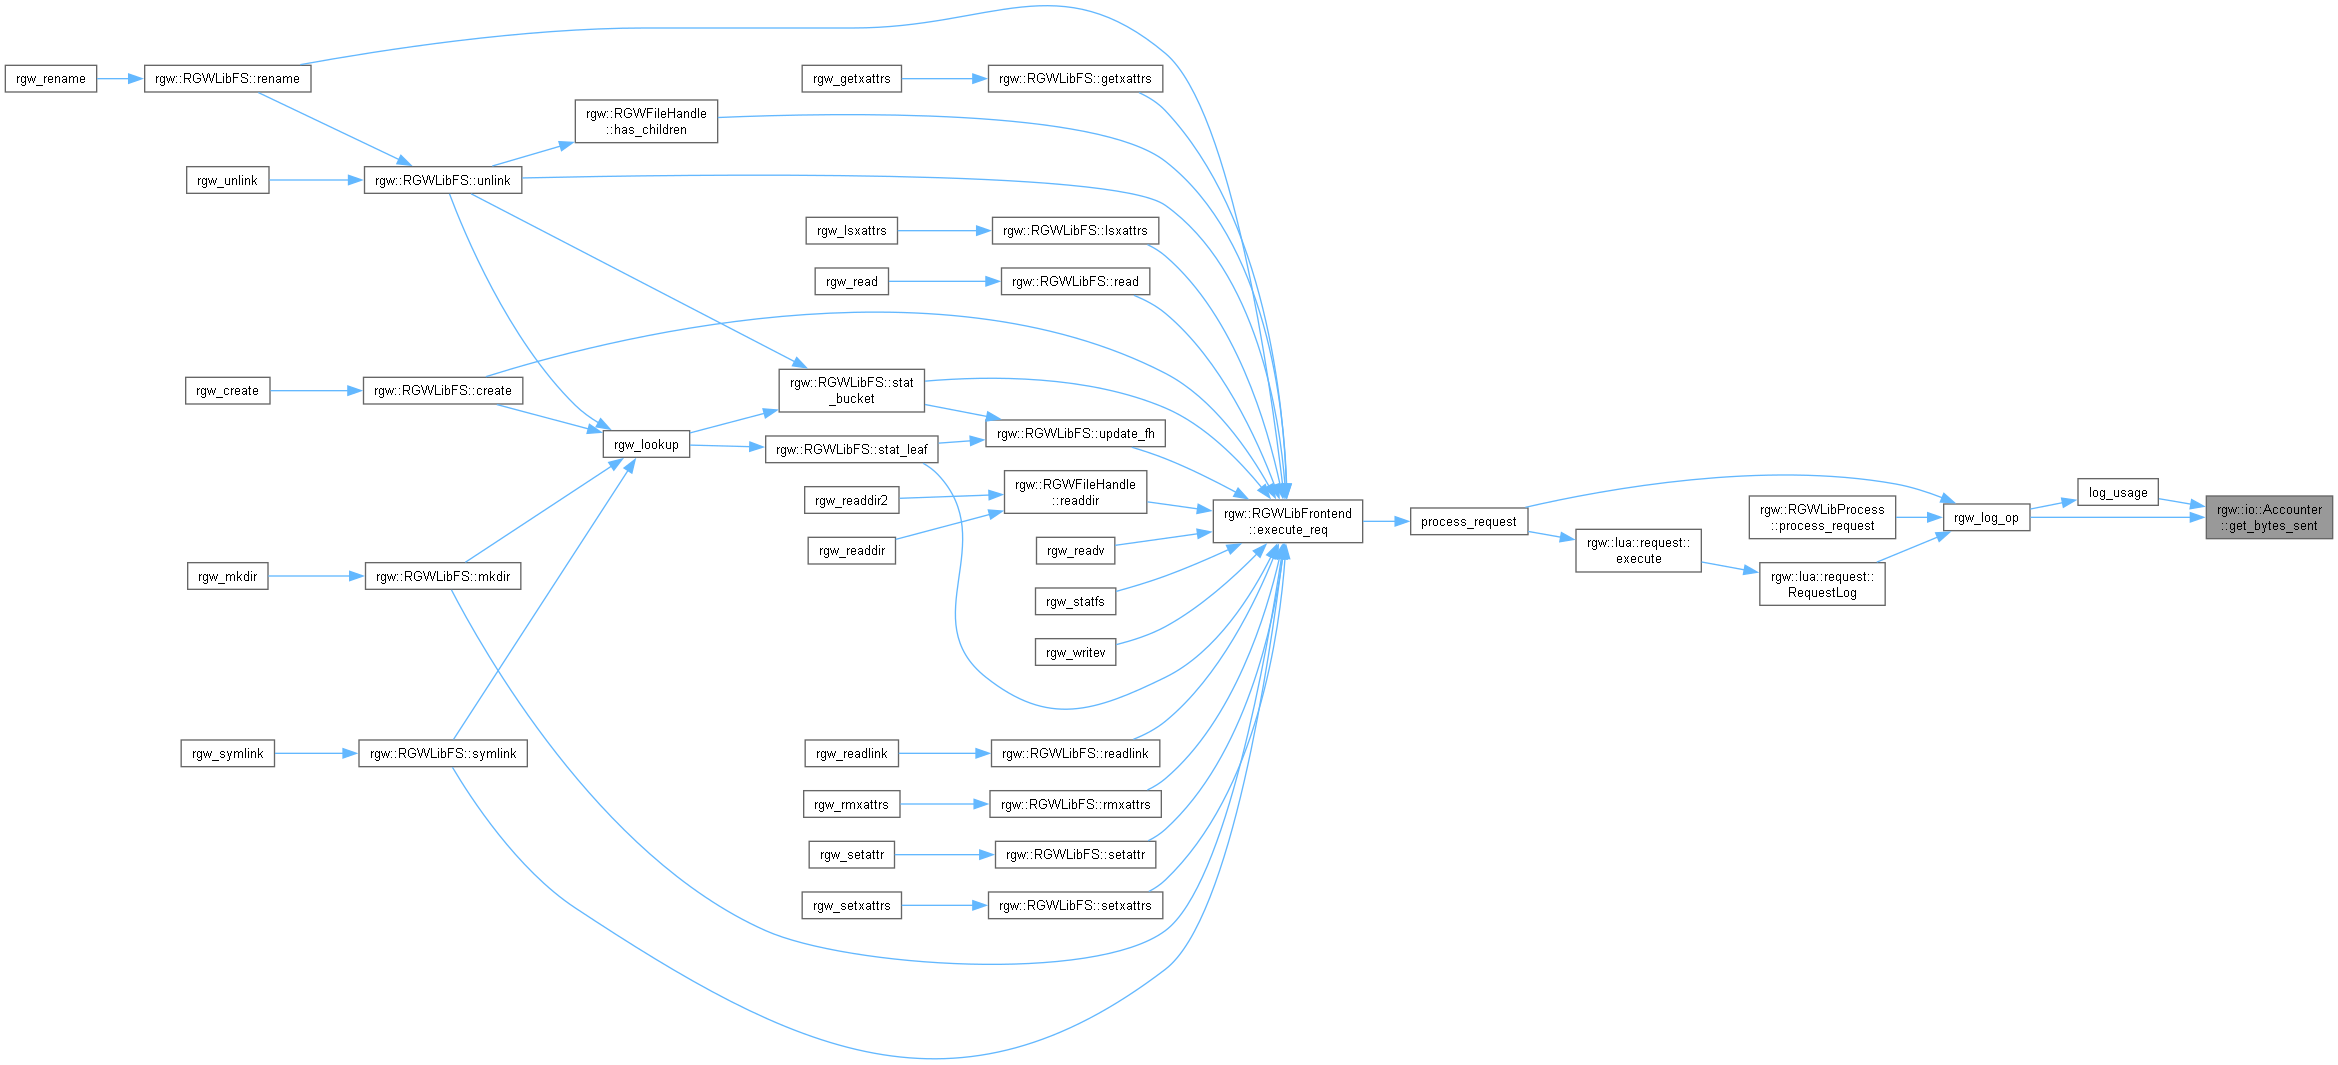 rgw_rename
rgw::RGWLibFS::rename
rgw_getxattrs
rgw::RGWLibFS::getxattrs
rgw::RGWFileHandle
::has_children
rgw_unlink
rgw::RGWLibFS::unlink
rgw_lsxattrs
rgw::RGWLibFS::lsxattrs
rgw_read
rgw::RGWLibFS::read
rgw_create
rgw::RGWLibFS::create
rgw::RGWLibFS::stat
_bucket
rgw_lookup
rgw::RGWLibFS::stat_leaf
rgw::RGWLibFS::update_fh
rgw_readdir2
rgw::RGWFileHandle
::readdir
rgw_readdir
rgw_readv
rgw_statfs
rgw_writev
rgw::RGWLibFrontend
::execute_req
process_request
rgw::RGWLibProcess
::process_request
rgw::lua::request::
execute
rgw::lua::request::
RequestLog
rgw_log_op
log_usage
rgw::io::Accounter
::get_bytes_sent
rgw_mkdir
rgw::RGWLibFS::mkdir
rgw_symlink
rgw::RGWLibFS::symlink
rgw_readlink
rgw::RGWLibFS::readlink
rgw_rmxattrs
rgw::RGWLibFS::rmxattrs
rgw_setattr
rgw::RGWLibFS::setattr
rgw_setxattrs
rgw::RGWLibFS::setxattrs